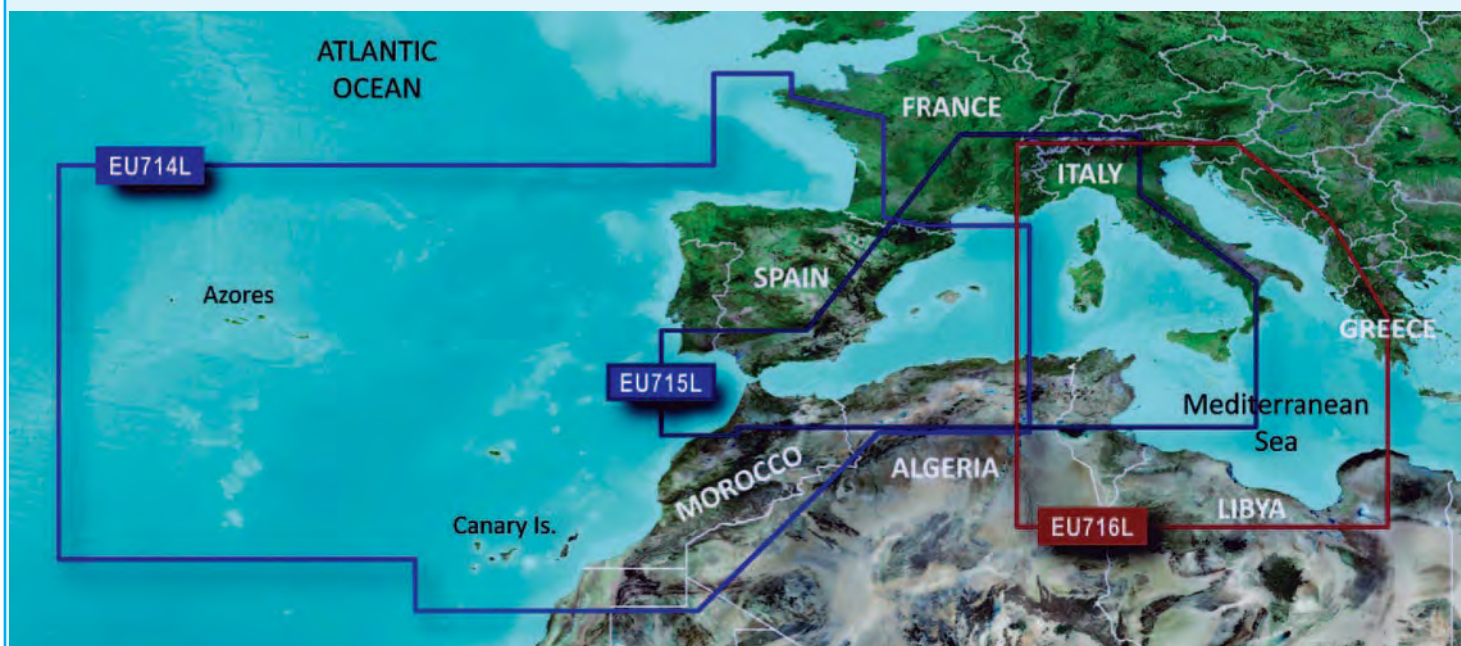 ATLANTIC
OCEAN
FRANCE
EU714L
ITALY
SPAIN
Azores
GREECE
EU715L
Mediterranean
Sea
MOROCCO
ALGERIA
Canary Is.
LIBYA
EU716L